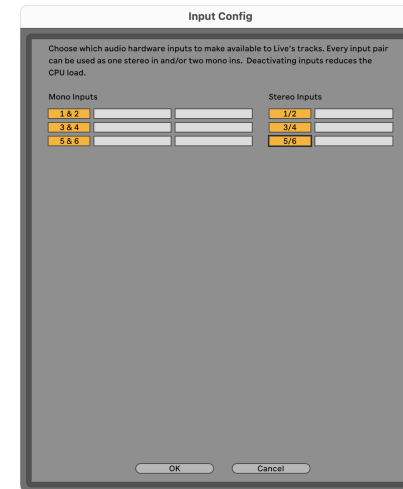 Input Config
Choose which audio hardware inputs to make available to Live's tracks. Every input pair
can be used as one stereo in and/or two mono ins. Deactivating inputs reduces the
CPU load.
Mono Inputs Stereo Inputs
1 & 2 1/2
3 & 4 3/4
5 & 6 5/6
OK Cancel